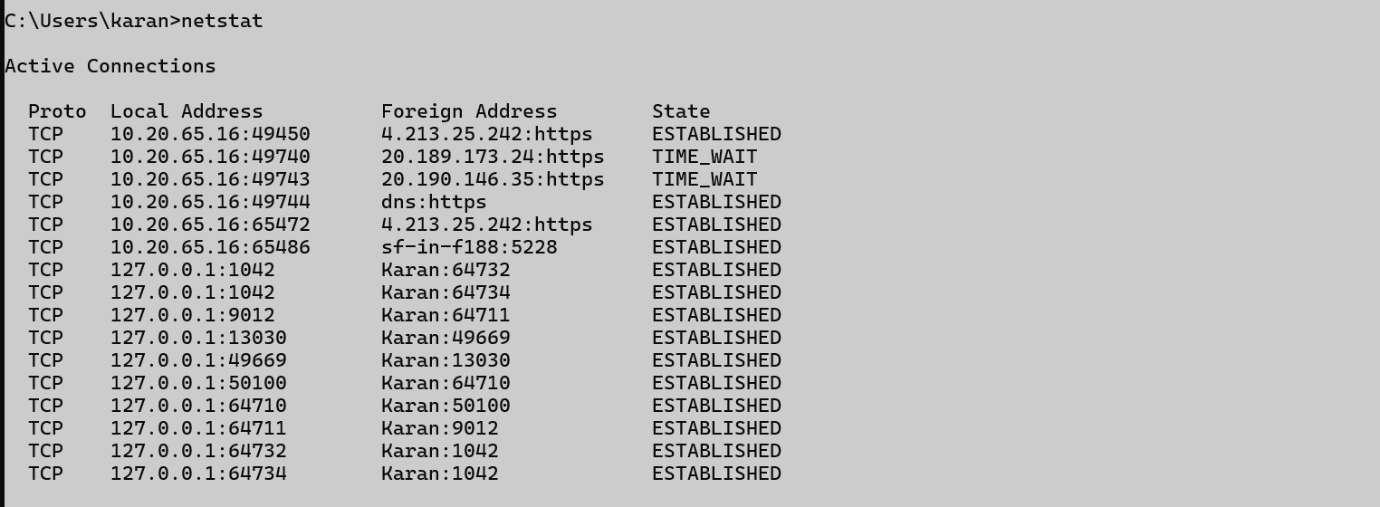 C:\Users\karan>netstat
Active Connections
Proto Local Address Foreign Address State
TCP 10.20.65.16:49450 4.213.25.242:https ESTABLISHED
TCP 10.20.65.16:49740 20.189.173.24:https TIME_WAIT
TCP 10.20.65.16:49743 20.190.146.35:https TIME_WAIT
TCP 10.20.65.16:49744 dns:https ESTABLISHED
TCP 10.20.65.16:65472 4.213.25.242:https ESTABLISHED
TCP 10.20.65.16:65486 sf-in-f188:5228 ESTABLISHED
TCP 127.0.0.1:1042 Karan:64732 ESTABLISHED
TCP 127.0.0.1:1042 Karan:64734 ESTABLISHED
TCP 127.0.0.1:9012 Karan:64711 ESTABLISHED
TCP 127.0.0.1:13030 Karan:49669 ESTABLISHED
TCP 127.0.0.1:49669 Karan:13030 ESTABLISHED
TCP 127.0.0.1:50100 Karan:64710 ESTABLISHED
TCP 127.0.0.1:64710 Karan:50100 ESTABLISHED
TCP 127.0.0.1:64711 Karan:9012 ESTABLISHED
TCP 127.0.0.1:64732 Karan:1042 ESTABLISHED
TCP 127.0.0.1:64734 Karan:1042 ESTABLISHED